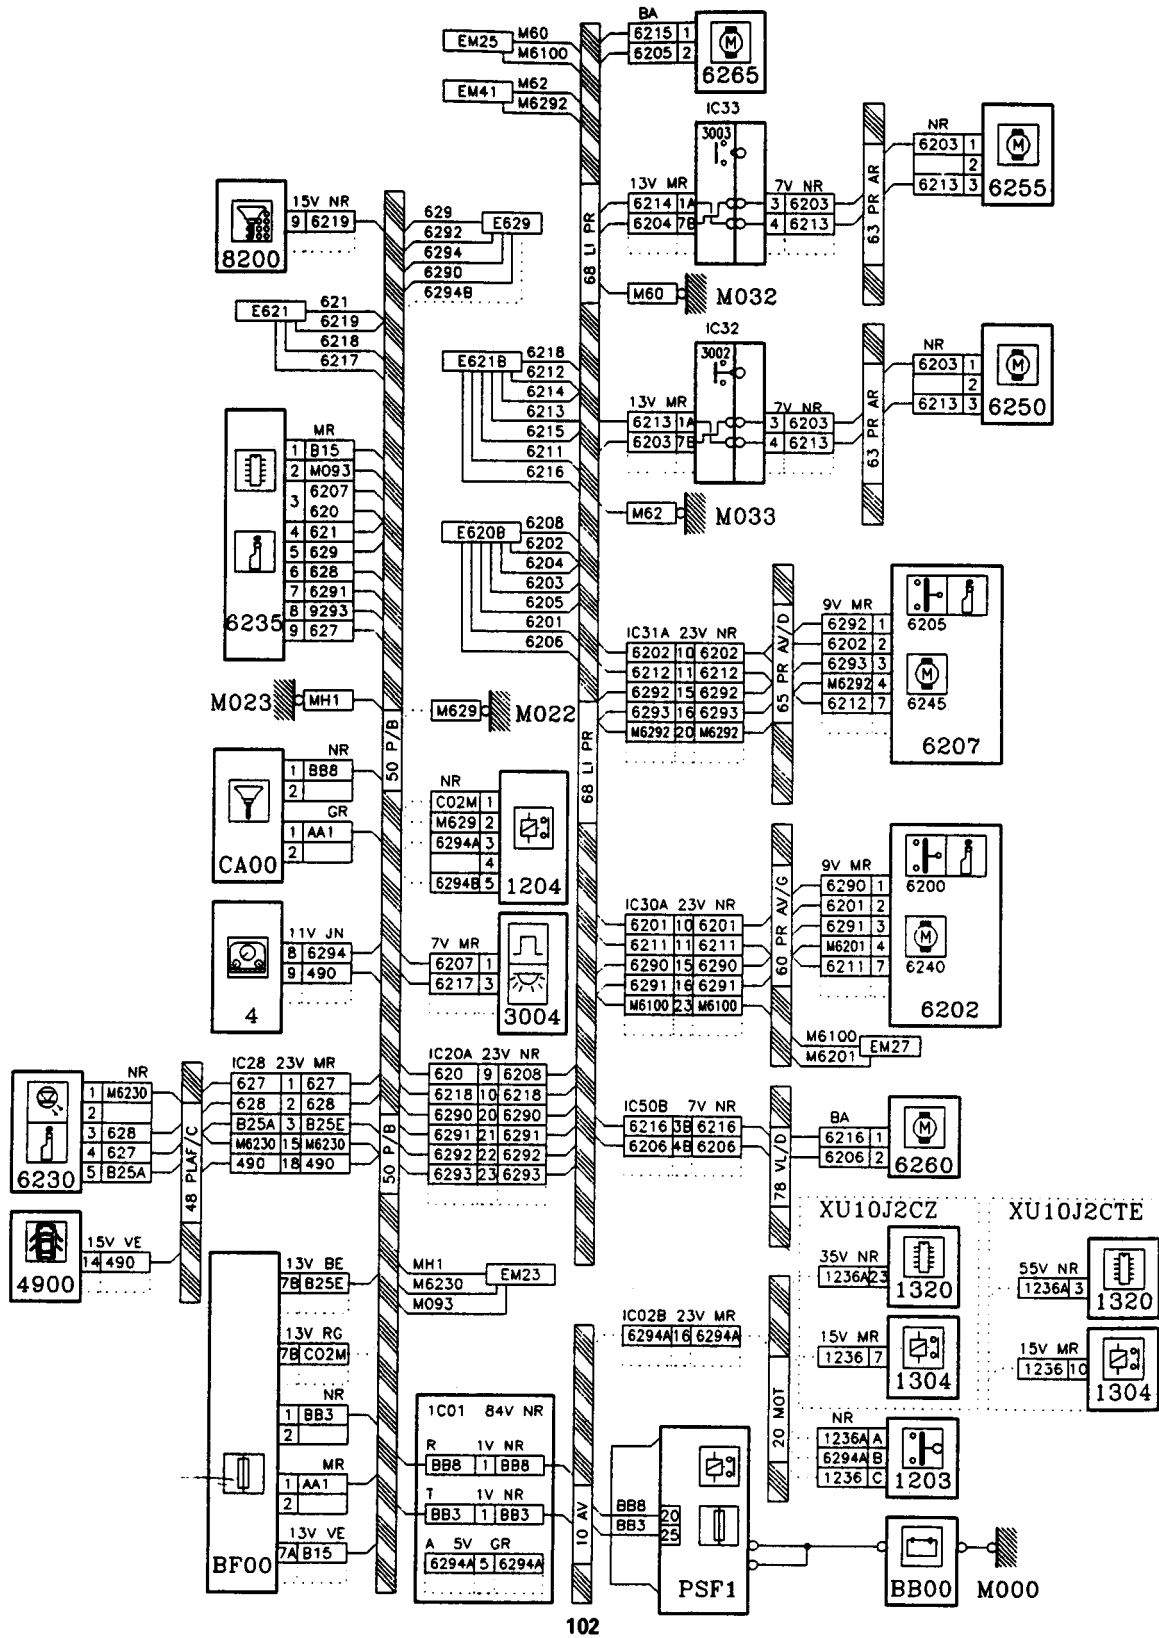 EM25 M60
M6100
EM41 M62
M6292
BA
6215 1
6205 2
6265
IC33
3003
13V MR
6214 1A
6204 7B
7V NR
3 6203
4 6213
63 PR AR
NR
6203 1
2
6213 3
6255
8200
15V NR
9 6219
629
6292
6294
6290
6294B
E629
68 LI PR
M60
M032
E621
621
6219
6218
6217
IC32
3002
13V MR
6213 1A
6203 7B
7V NR
3 6203
4 6213
63 PR AR
NR
6203 1
2
6213 3
6250
E621B
6218
6212
6214
6213
6215
6211
6216
M62
M033
6235
MR
1 B15
2 M093
3 6207
620
4 621
5 629
6 628
7 6291
8 9293
9 627
E620B
6208
6202
6204
6203
6205
6201
6206
IC31A 23V NR
6202 10 6202
6212 11 6212
6292 15 6292
6293 16 6293
M6292 20 M6292
65 PR AV/D
9V MR
6292 1
6202 2
6293 3
M6292 4
6212 7
6205
6245
6207
M023
MH1
M629
M022
50 P/B
68 LI PR
CA00
NR
1 BB8
2
GR
1 AA1
2
NR
C02M 1
M629 2
6294A 3
4
6294B 5
1204
4
11V JN
8 6294
9 490
7V MR
6207 1
6217 3
3004
IC30A 23V NR
6201 10 6201
6211 11 6211
6290 15 6290
6291 16 6291
M6100 23 M6100
60 PR AV/G
9V MR
6290 1
6201 2
6291 3
M6201 4
6211 7
6200
6240
6202
M6100
M6201
EM27
6230
NR
1 M6230
2
3 628
4 627
5 B25A
48 PLAF/C
IC28 23V MR
627 1 627
628 2 628
B25A 3 B25E
M6230 15 M6230
490 18 490
50 P/B
IC20A 23V NR
620 9 6208
6218 10 6218
6290 20 6290
6291 21 6291
6292 22 6292
6293 23 6293
IC50B 7V NR
6216 3B 6216
6206 4B 6206
78 VL/D
BA
6216 1
6206 2
6260
4900
15V VE
14 490
MH1
M6230
M093
EM23
XU10J2CZ
35V NR
1236A 23
1320
15V MR
1236 7
1304
XU10J2CTE
55V NR
1236A 3
1320
15V MR
1236 10
1304
IC02B 23V MR
6294A 16 6294A
20 MOT
NR
1236A A
6294A B
1236 C
1203
BF00
13V BE
7B B25E
13V RG
7B C02M
NR
1 BB3
2
MR
1 AA1
2
13V VE
7A B15
1C01 84V NR
R 1V NR
BB8 1 BB8
T 1V NR
BB3 1 BB3
A 5V GR
6294A 5 6294A
10 AV
BB8
BB3
20
25
PSF1
BB00
M000
102